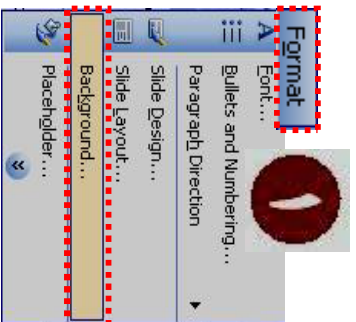 Format
Font...
Bullets and Numbering...
Paragraph Direction
Slide Design...
Slide Layout...
Background...
Placeholder...